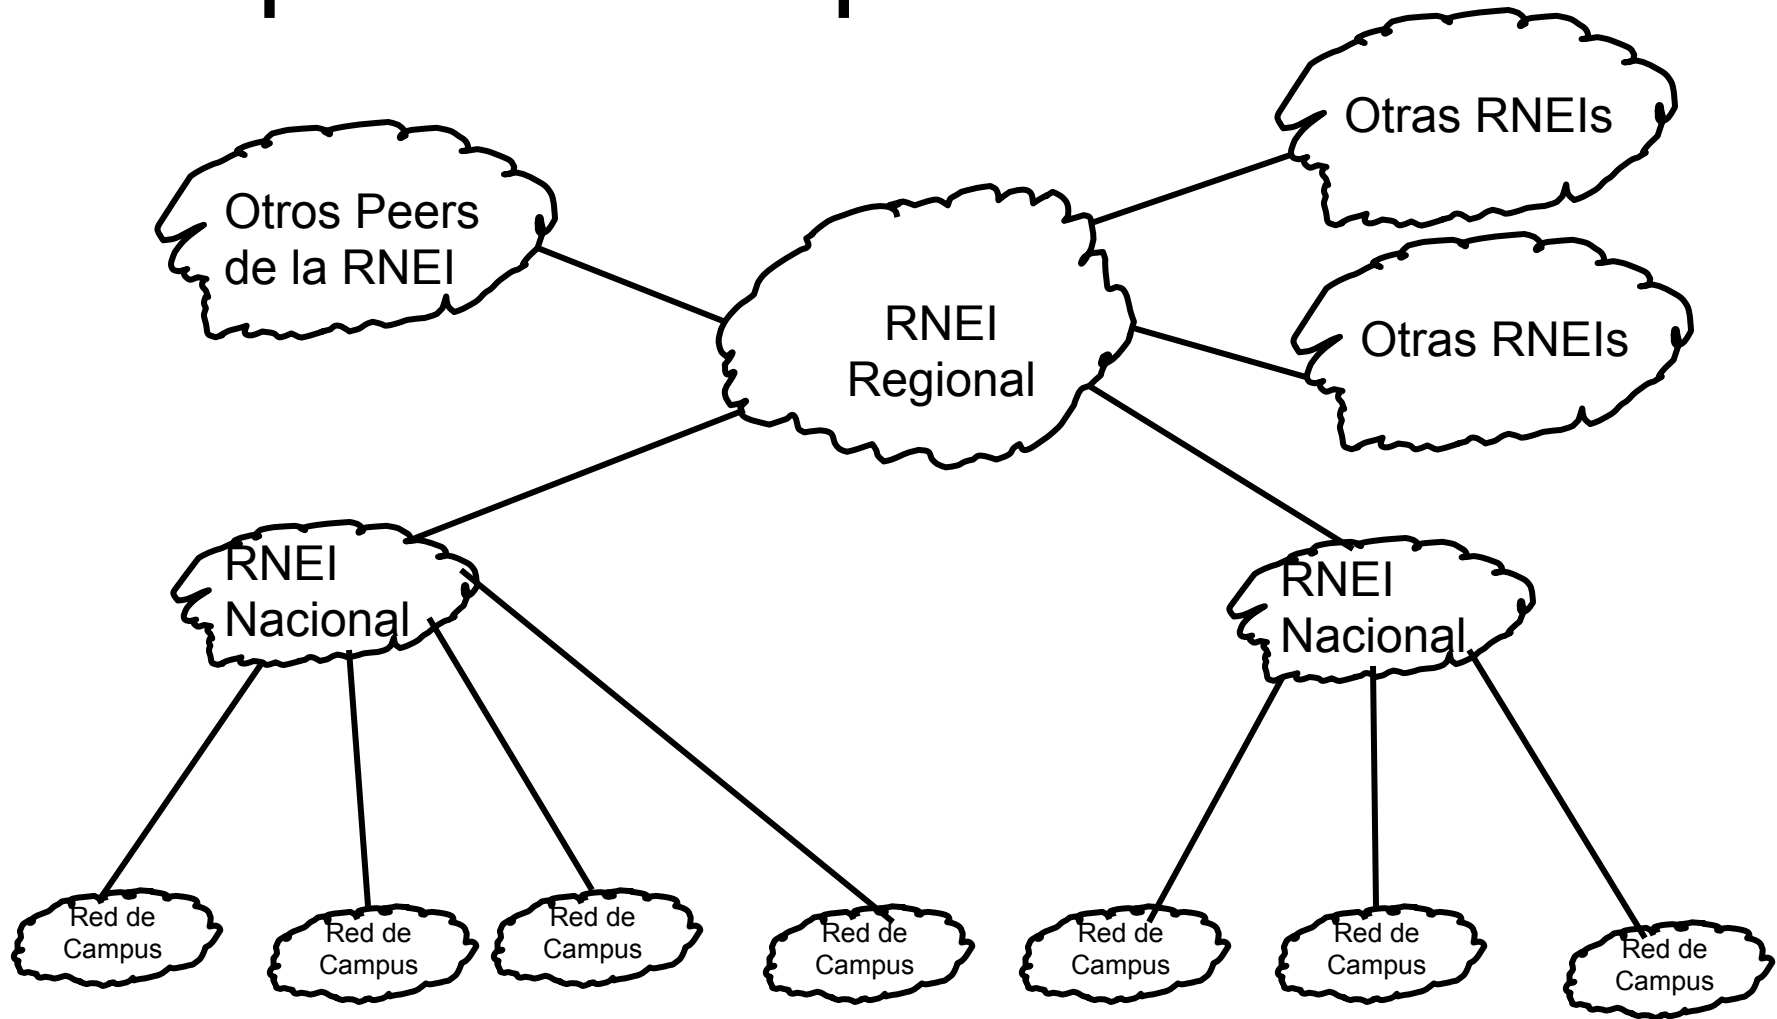 Otras RNEIs
Otros Peers
de la RNEI
RNEI
Regional
Otras RNEIs
RNEI
Nacional
RNEI
Nacional
Red de
Campus
Red de
Campus
Red de
Campus
Red de
Campus
Red de
Campus
Red de
Campus
Red de
Campus